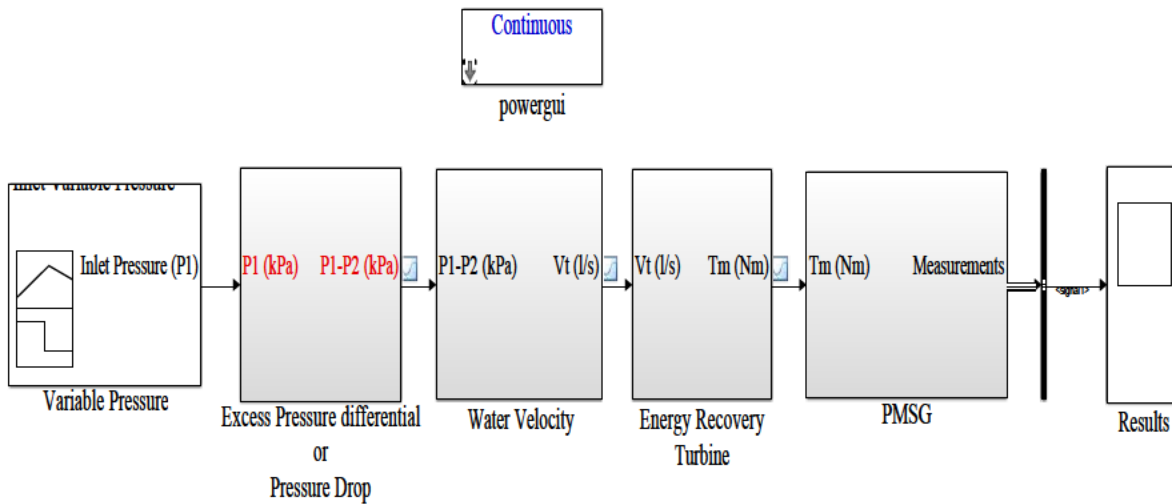 Continuous
powergui
Inlet Variable Pressure
Inlet Pressure (P1)
P1 (kPa)
P1-P2 (kPa)
P1-P2 (kPa)
Vt (l/s)
Vt (l/s)
Tm (Nm)
Tm (Nm)
Measurements
<signal1>
Variable Pressure
Excess Pressure differential
or
Pressure Drop
Water Velocity
Energy Recovery
Turbine
PMSG
Results